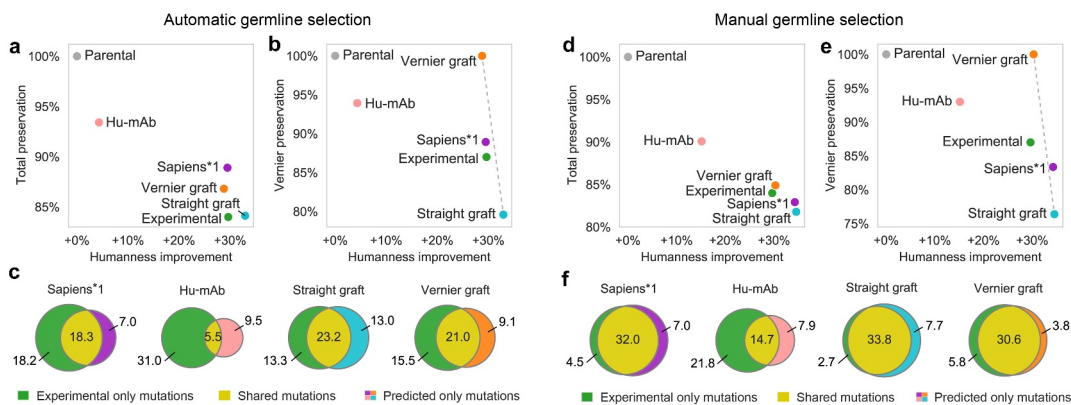 Automatic germline selection
Manual germline selection
a
100%
95%
90%
85%
Total preservation
Parental
Hu-mAb
Sapiens*1
Vernier graft
Straight graft
Experimental
+0% +10% +20% +30%
Humanness improvement
b
100%
95%
90%
85%
80%
Vernier preservation
Vernier graft
Parental
Hu-mAb
Sapiens*1
Experimental
Straight graft
+0% +10% +20% +30%
Humanness improvement
c
Sapiens*1 Hu-mAb Straight graft Vernier graft
18.3 7.0 18.2
5.5 9.5 31.0
23.2 13.0 13.3
21.0 9.1 15.5
Experimental only mutations Shared mutations Predicted only mutations
d
100%
95%
90%
85%
80%
Total preservation
Parental
Hu-mAb
Vernier graft
Experimental
Sapiens*1
Straight graft
+0% +10% +20% +30%
Humanness improvement
e
100%
95%
90%
85%
80%
75%
Vernier preservation
Parental
Vernier graft
Hu-mAb
Experimental
Sapiens*1
Straight graft
+0% +10% +20% +30%
Humanness improvement
f
Sapiens*1 Hu-mAb Straight graft Vernier graft
32.0 7.0 4.5
14.7 7.9 21.8
33.8 7.7 2.7
30.6 3.8 5.8
Experimental only mutations Shared mutations Predicted only mutations